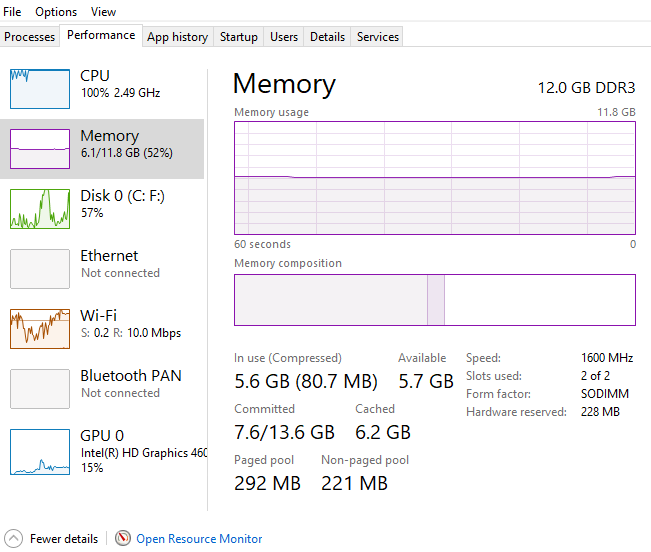 File Options View
Processes Performance App history Startup Users Details Services
CPU
100% 2.49 GHz
Memory
6.1/11.8 GB (52%)
Disk 0 (C: F:)
57%
Ethernet
Not connected
Wi-Fi
S: 0.2 R: 10.0 Mbps
Bluetooth PAN
Not connected
GPU 0
Intel(R) HD Graphics 460
15%
Memory 12.0 GB DDR3
Memory usage 11.8 GB
60 seconds 0
Memory composition
In use (Compressed) Available
5.6 GB (80.7 MB) 5.7 GB
Committed Cached
7.6/13.6 GB 6.2 GB
Paged pool Non-paged pool
292 MB 221 MB
Speed: 1600 MHz
Slots used: 2 of 2
Form factor: SODIMM
Hardware reserved: 228 MB
Fewer details Open Resource Monitor